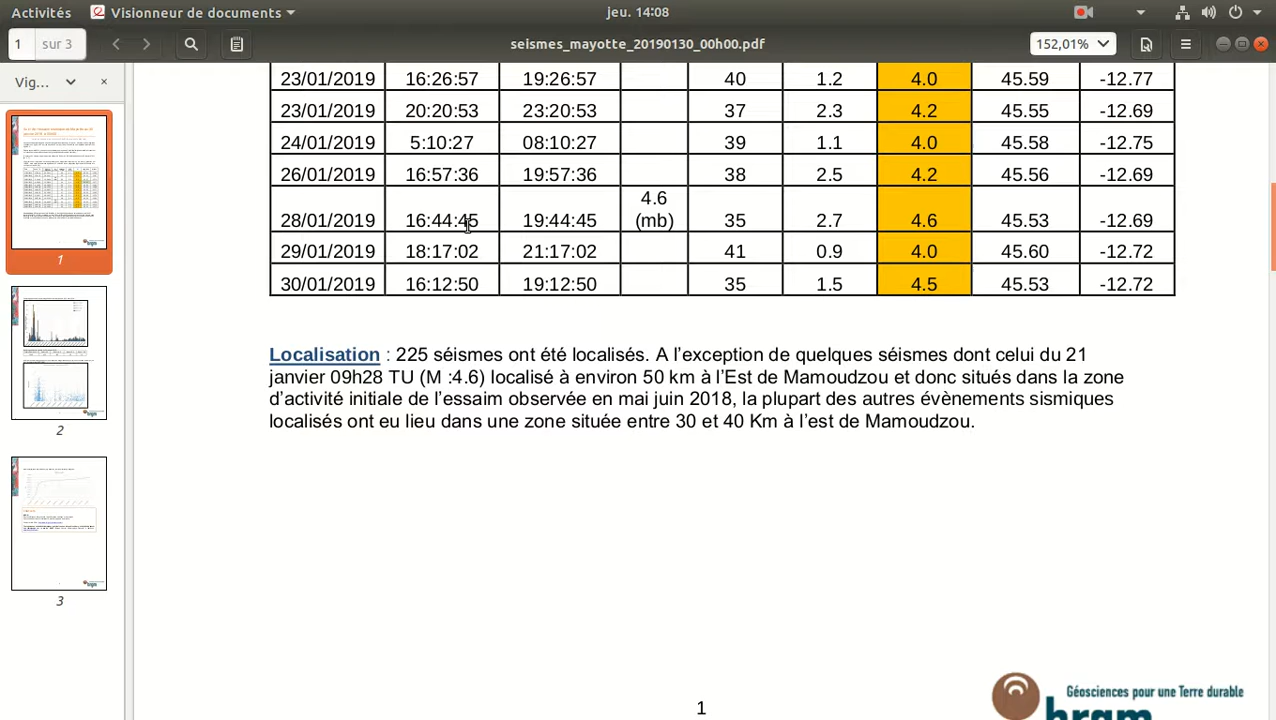 Activités Visionneur de documents jeu. 14:08
1 sur 3 seismes_mayotte_20190130_00h00.pdf 152,01%
Vig...
23/01/2019 16:26:57 19:26:57 40 1.2 4.0 45.59 -12.77
23/01/2019 20:20:53 23:20:53 37 2.3 4.2 45.55 -12.69
24/01/2019 5:10:27 08:10:27 39 1.1 4.0 45.58 -12.75
26/01/2019 16:57:36 19:57:36 38 2.5 4.2 45.56 -12.69
4.6
28/01/2019 16:44:45 19:44:45 (mb) 35 2.7 4.6 45.53 -12.69
29/01/2019 18:17:02 21:17:02 41 0.9 4.0 45.60 -12.72
30/01/2019 16:12:50 19:12:50 35 1.5 4.5 45.53 -12.72
Localisation : 225 séismes ont été localisés. A l’exception de quelques séismes dont celui du 21
janvier 09h28 TU (M :4.6) localisé à environ 50 km à l’Est de Mamoudzou et donc situés dans la zone
d’activité initiale de l’essaim observée en mai juin 2018, la plupart des autres évènements sismiques
localisés ont eu lieu dans une zone située entre 30 et 40 Km à l’est de Mamoudzou.
1
2
3
Géosciences pour une Terre durable
brgm
1